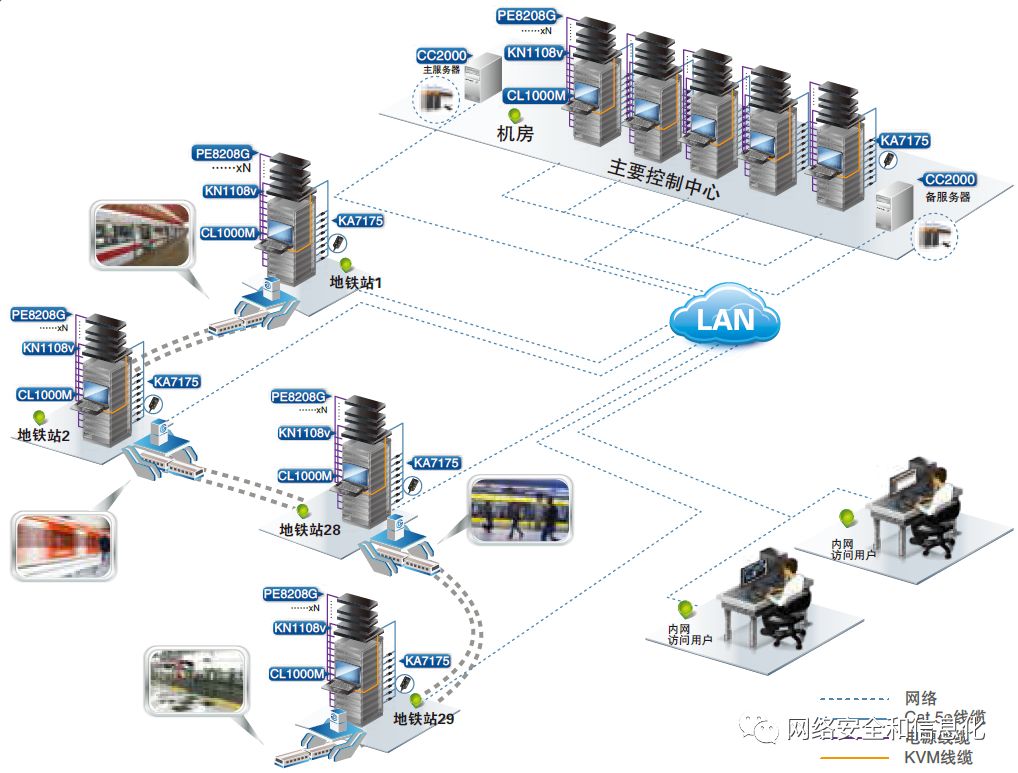 PE8208G
······xN
KN1108v
CL1000M
CC2000
主服务器
机房
主要控制中心
KA7175
CC2000
备服务器
PE8208G
······xN
KN1108v
CL1000M
KA7175
地铁站1
LAN
PE8208G
······xN
KN1108v
CL1000M
KA7175
地铁站2
PE8208G
······xN
KN1108v
CL1000M
KA7175
地铁站28
PE8208G
······xN
KN1108v
CL1000M
KA7175
地铁站29
内网
访问用户
内网
访问用户
网络
Cat 5e线缆
电源线缆
KVM线缆
网络安全和信息化